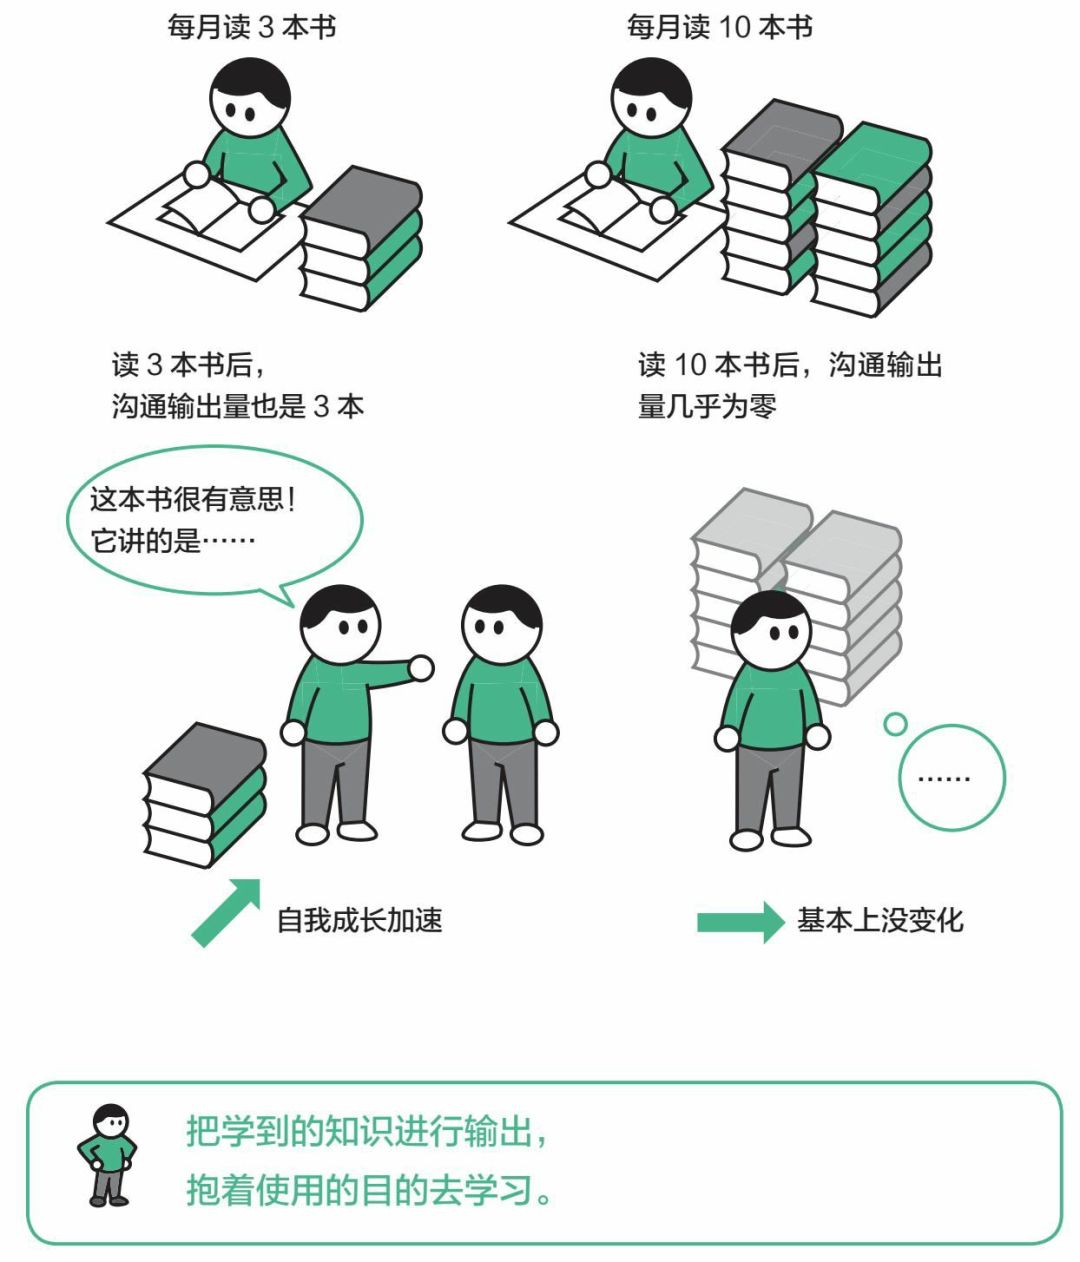 每月读 3 本书
每月读 10 本书
读 3 本书后，
沟通输出量也是 3 本
读 10 本书后，沟通输出
量几乎为零
这本书很有意思！
它讲的是……
……
自我成长加速
基本上没变化
把学到的知识进行输出，
抱着使用的目的去学习。